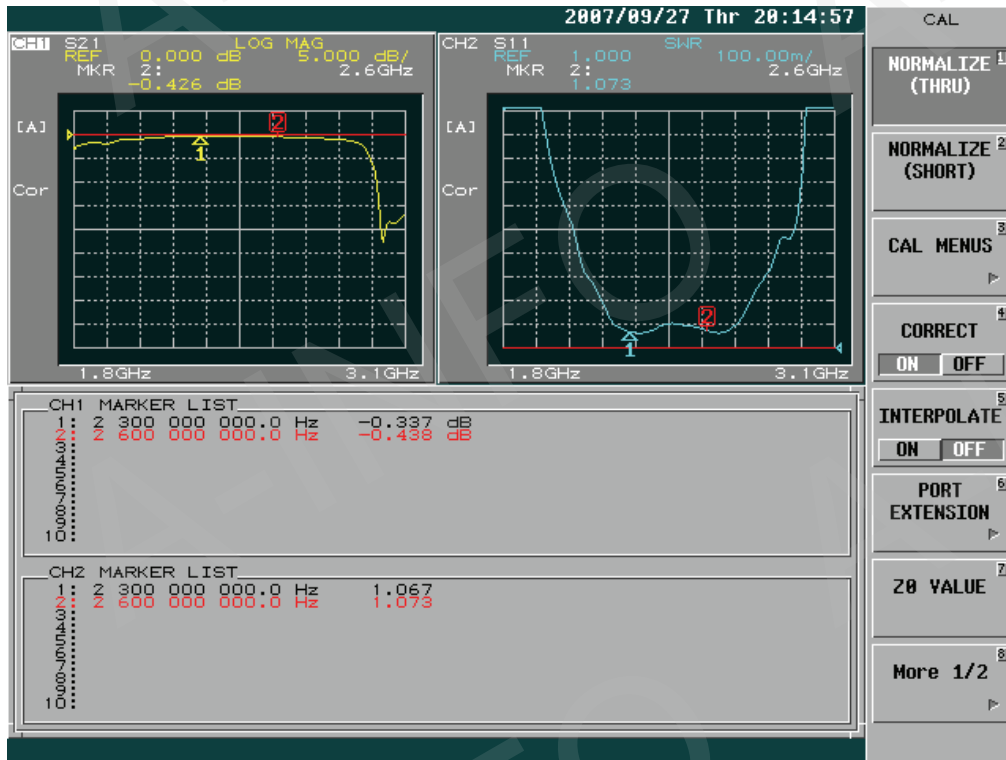 2007/09/27 Thr 20:14:57
CAL
CH1 S21 LOG MAG
REF 0.000 dB 5.000 dB/
MKR 2: 2.6GHz
-0.426 dB
[A]
Cor
2
1
1.8GHz 3.1GHz
CH2 S11 SWR
REF 1.000 100.00m/
MKR 2: 2.6GHz
1.073
[A]
Cor
2
1
1.8GHz 3.1GHz
CH1 MARKER LIST
1: 2 300 000 000.0 Hz -0.337 dB
2: 2 600 000 000.0 Hz -0.438 dB
3:
4:
5:
6:
7:
8:
9:
10:
CH2 MARKER LIST
1: 2 300 000 000.0 Hz 1.067
2: 2 600 000 000.0 Hz 1.073
3:
4:
5:
6:
7:
8:
9:
10:
NORMALIZE 1
(THRU)
NORMALIZE 2
(SHORT)
3
CAL MENUS
4
CORRECT
ON OFF
5
INTERPOLATE
ON OFF
PORT 6
EXTENSION
7
Z0 VALUE
8
More 1/2
A-INFO